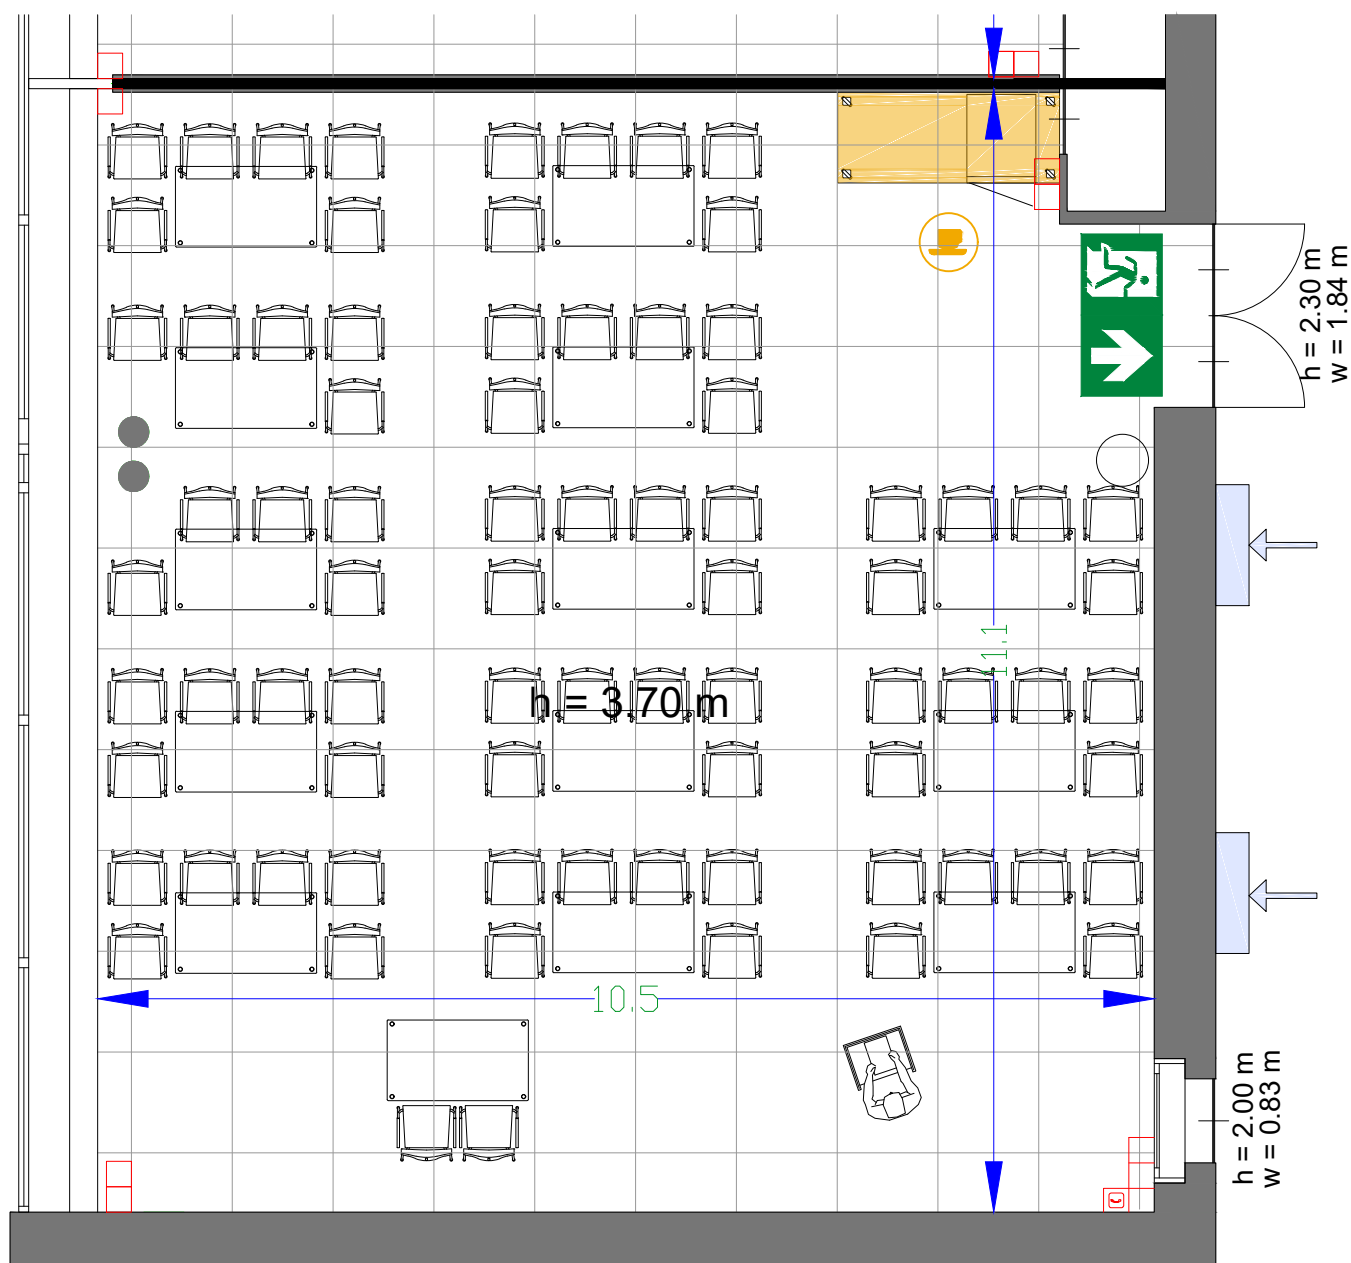 h = 2.30 m
w = 1.84 m
11.1
h = 3.70 m
10.5
h = 2.00 m
w = 0.83 m